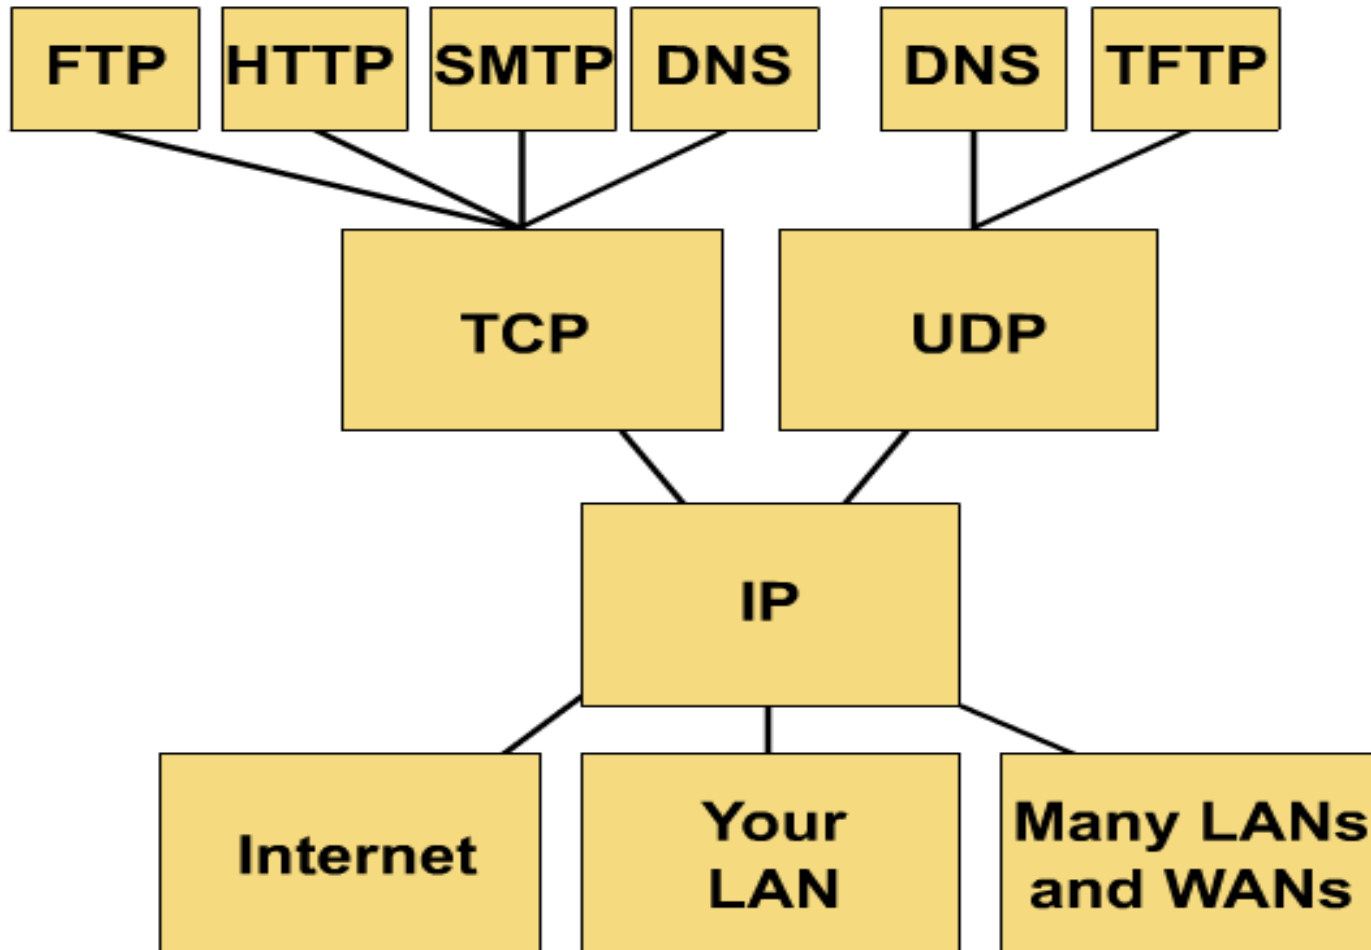 FTP
HTTP
SMTP
DNS
DNS
TFTP
TCP
UDP
IP
Internet
Your
LAN
Many LANs
and WANs